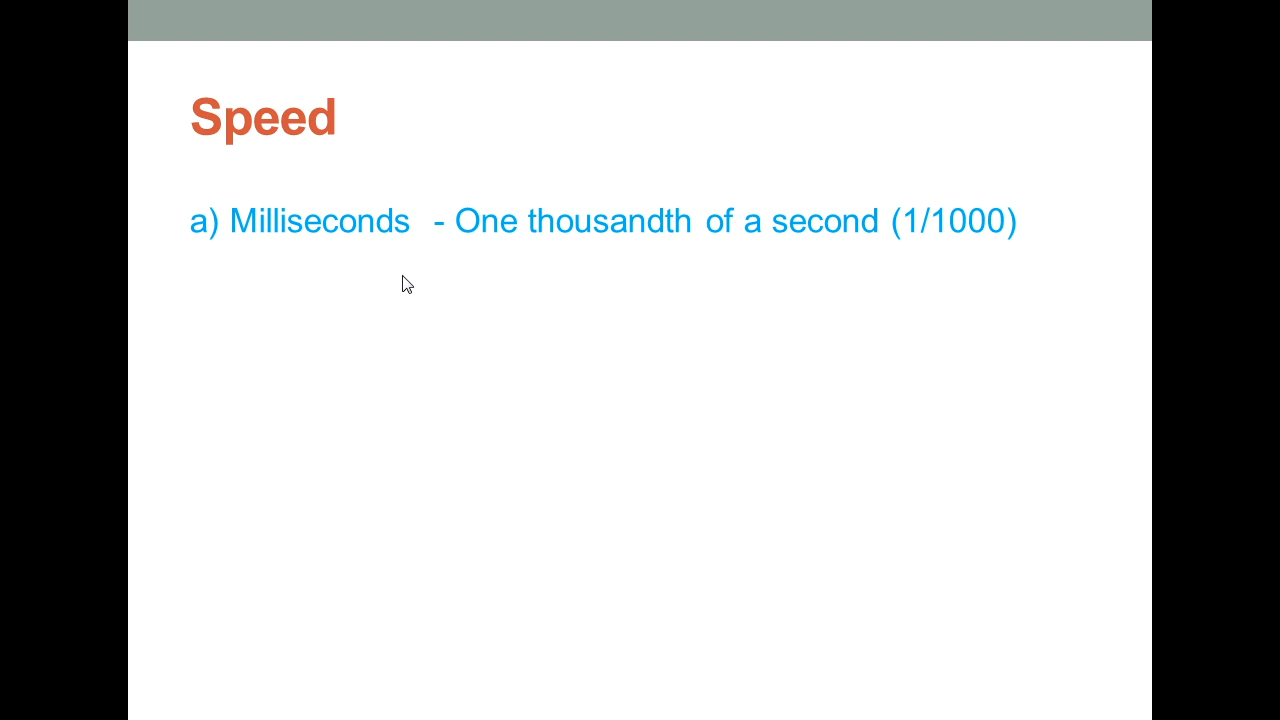 Speed
a) Milliseconds - One thousandth of a second (1/1000)